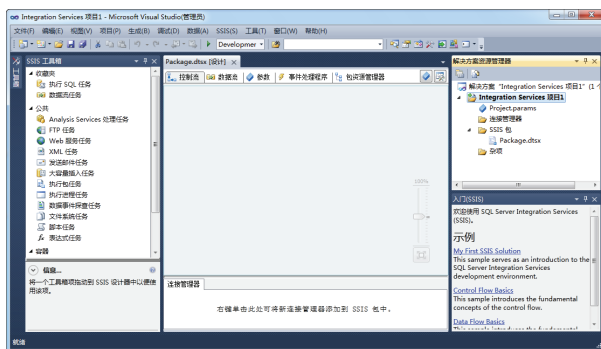 Integration Services 项目1 - Microsoft Visual Studio(管理员)
文件(F) 编辑(E) 视图(V) 项目(P) 生成(B) 调试(D) 数据(A) SSIS(S) 工具(T) 窗口(W) 帮助(H)
Developmer
SSIS 工具箱
收藏夹
执行 SQL 任务
数据流任务
公共
Analysis Services 处理任务
FTP 任务
Web 服务任务
XML 任务
发送邮件任务
大容量插入任务
执行包任务
执行进程任务
数据事件探查任务
文件系统任务
脚本任务
表达式任务
容器
信息...
将一个工具箱项拖动到 SSIS 设计器中以便使
用该项。
Package.dtsx [设计]
控制流 数据流 参数 事件处理程序 包资源管理器
100%
连接管理器
右键单击此处可将新连接管理器添加到 SSIS 包中。
解决方案资源管理器
解决方案 "Integration Services 项目1" (1 个
Integration Services 项目1
Project.params
连接管理器
SSIS 包
Package.dtsx
杂项
入门(SSIS)
欢迎使用 SQL Server Integration Services
(SSIS)。
示例
My First SSIS Solution
This sample serves as an introduction to the
SQL Server Integration Services
development environment.
Control Flow Basics
This sample introduces the fundamental
concepts of the control flow.
Data Flow Basics
This sample introduces the fundamental
就绪